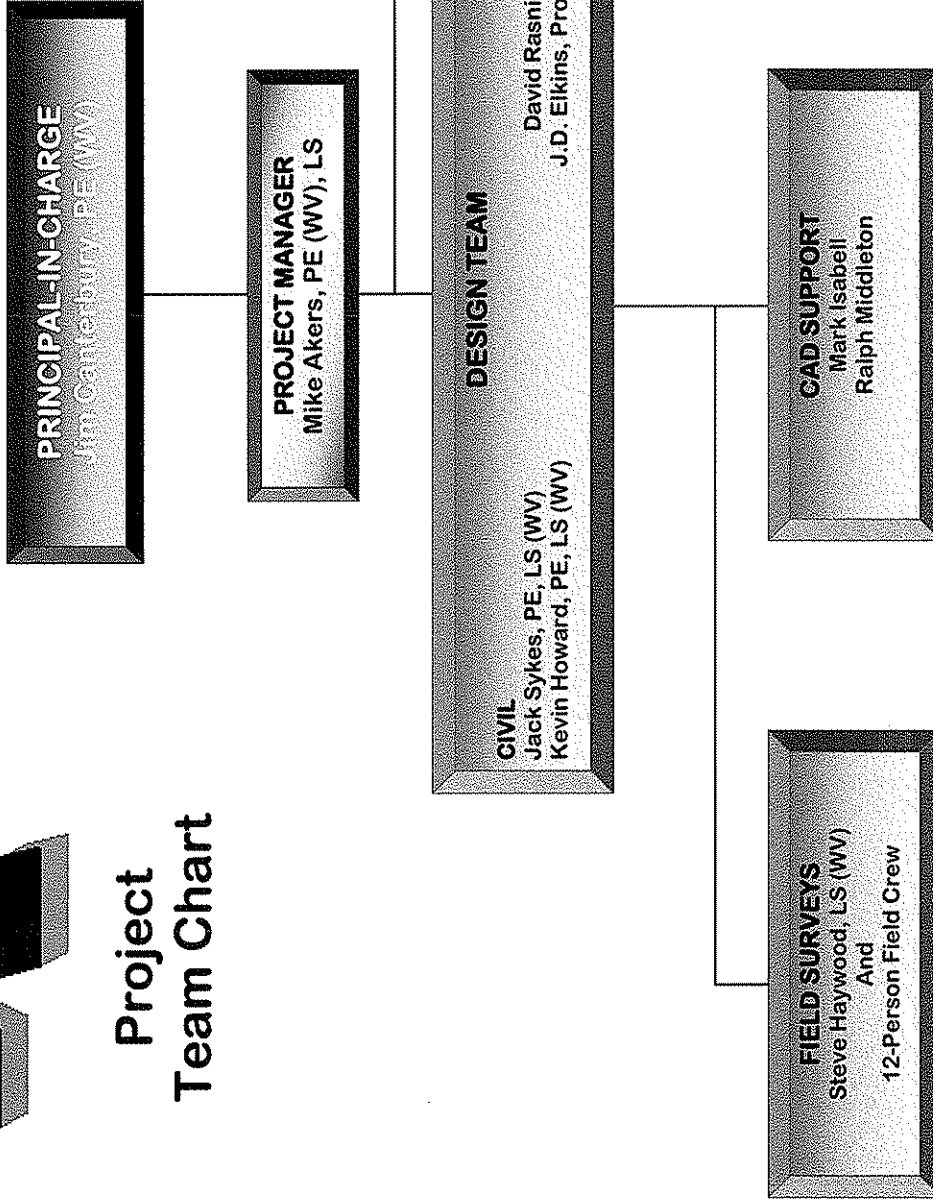 Project
Team Chart
PRINCIPAL-IN-CHARGE
Jim Canterbury, PE (WV)
PROJECT MANAGER
Mike Akers, PE (WV), LS
DESIGN TEAM
CIVIL
Jack Sykes, PE, LS (WV)
Kevin Howard, PE, LS (WV)
David Rasni
J.D. Elkins, Pro
FIELD SURVEYS
Steve Haywood, LS (WV)
And
12-Person Field Crew
CAD SUPPORT
Mark Isabell
Ralph Middleton